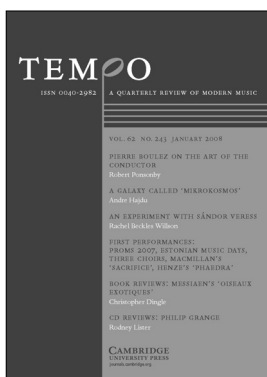 TEMPO
ISSN 0040-2982
A QUARTERLY REVIEW OF MODERN MUSIC
VOL. 62 NO. 243 JANUARY 2008
PIERRE BOULEZ ON THE ART OF THE
CONDUCTOR
Robert Ponsonby
A GALAXY CALLED ‘MIKROKOSMOS’
Andre Hajdu
AN EXPERIMENT WITH SÁNDOR VERESS
Rachel Beckles Willson
FIRST PERFORMANCES:
PROMS 2007, ESTONIAN MUSIC DAYS,
THREE CHOIRS, MACMILLAN’S
‘SACRIFICE’, HENZE’S ‘PHAEDRA’
BOOK REVIEWS: MESSIAEN’S ‘OISEAUX
EXOTIQUES’
Christopher Dingle
CD REVIEWS: PHILIP GRANGE
Rodney Lister
CAMBRIDGE
UNIVERSITY PRESS
journals.cambridge.org